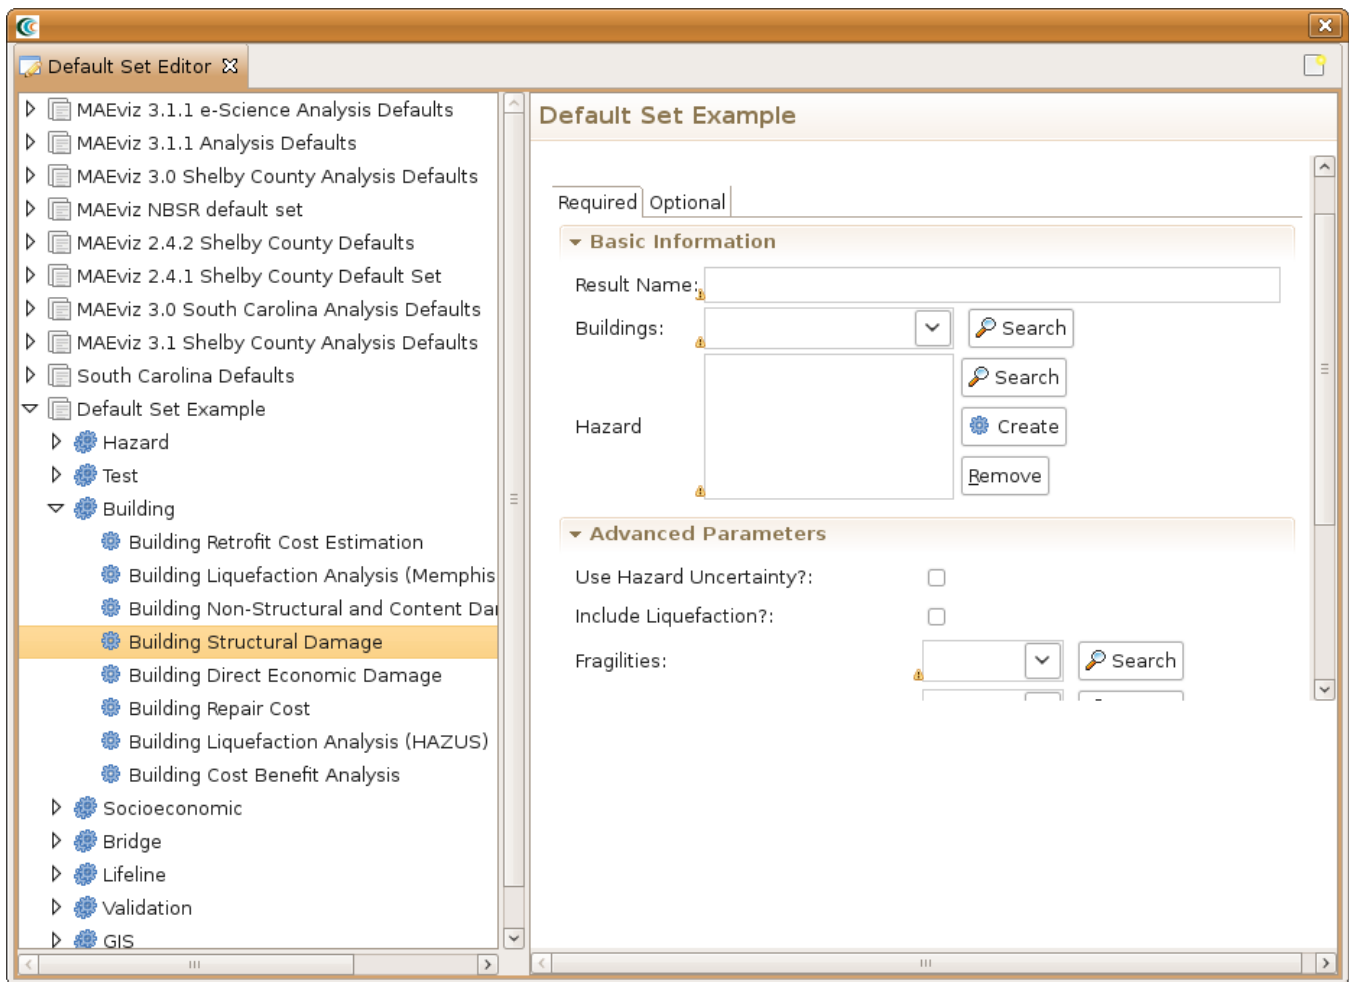 Default Set Editor
MAEviz 3.1.1 e-Science Analysis Defaults
MAEviz 3.1.1 Analysis Defaults
MAEviz 3.0 Shelby County Analysis Defaults
MAEviz NBSR default set
MAEviz 2.4.2 Shelby County Defaults
MAEviz 2.4.1 Shelby County Default Set
MAEviz 3.0 South Carolina Analysis Defaults
MAEviz 3.1 Shelby County Analysis Defaults
South Carolina Defaults
Default Set Example
Hazard
Test
Building
Building Retrofit Cost Estimation
Building Liquefaction Analysis (Memphis
Building Non-Structural and Content Da
Building Structural Damage
Building Direct Economic Damage
Building Repair Cost
Building Liquefaction Analysis (HAZUS)
Building Cost Benefit Analysis
Socioeconomic
Bridge
Lifeline
Validation
GIS
Default Set Example
Required Optional
Basic Information
Result Name:
Buildings: Search
Search
Hazard Create
Remove
Advanced Parameters
Use Hazard Uncertainty?:
Include Liquefaction?:
Fragilities: Search